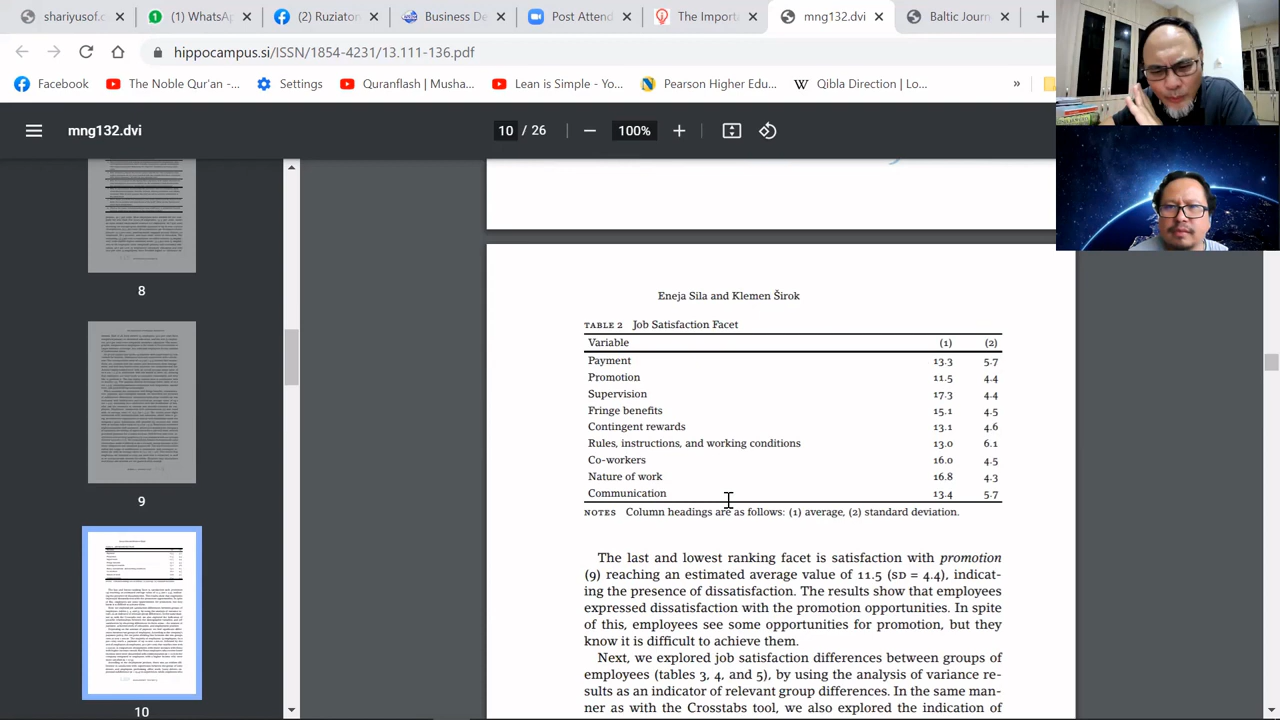 sharyusof.c
(1) WhatsA
(2) Ruziaton
Business De
Post Attend
The Import
mng132.dvi
Baltic Journ
hippocampus.si/ISSN/1854-4231/13.111-136.pdf
Facebook
The Noble Qur'an -...
Settings
Quranflash | Moder
Lean is Simple - Yo...
Pearson Higher Edu...
Qibla Direction | Lo...
»
mng132.dvi
10 / 26
100%
8
9
10
Eneja Sila and Klemen Širok
TABLE 2 Job Satisfaction Facet
Variable (1) (2)
Payment 13.3 5.7
Promotion 11.5 4.4
Supervision 17.3 4.4
benefits 15.1 4.5
Contingent rewards 13.1 4.6
instructions, and working conditions 13.0 6.1
Co-workers 16.0 4.5
Nature of work 16.8 4.3
Communication 13.4 5.7
NOTES Column headings are as follows: (1) average, (2) standard deviation.
The last and lowest ranking facet is satisfaction with promotion
(9) reaching an estimated average value of 11.5 (SD = 4.4), indicat-
the presence of dissatisfaction. The results show that employees
expressed dissatisfaction with the promotion opportunities. In spite
of this, employees see some opportunities for promotion, but they
know it is difficult to achieve them.
Next, we explored job satisfaction differences between groups of
employees (tables 3, 4, and 5), by using the analysis of variance re-
sults as an indicator of relevant group differences. In the same man-
ner as with the Crosstabs tool, we also explored the indication of